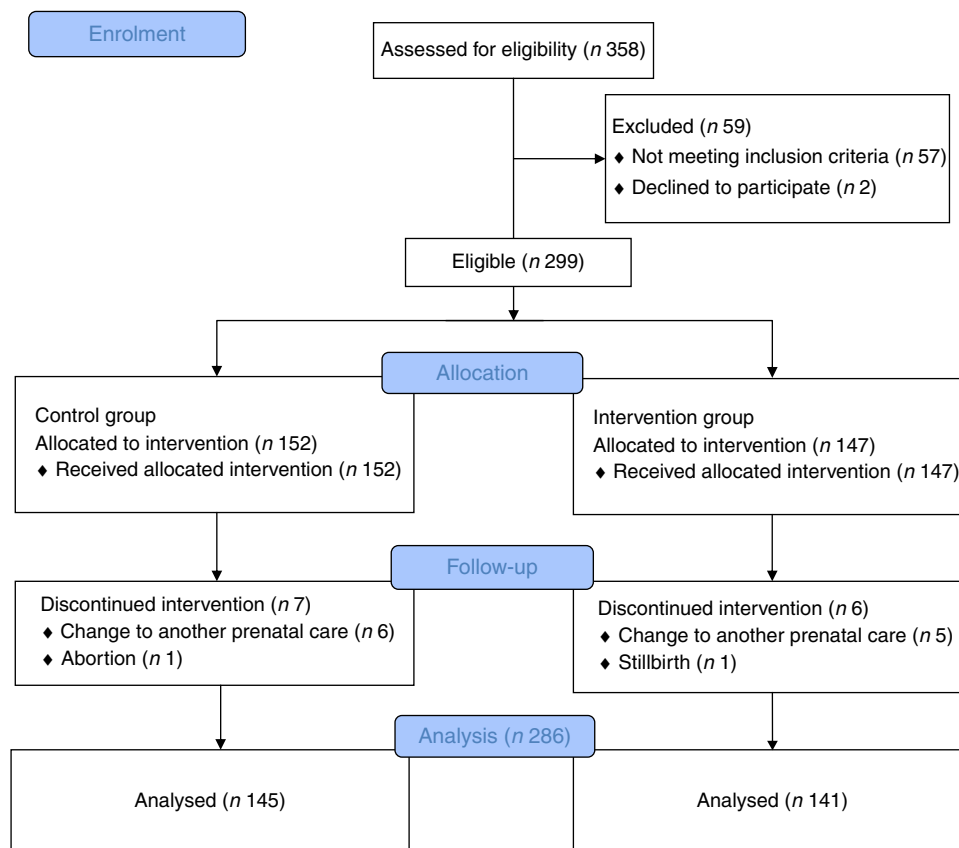 Enrolment
Assessed for eligibility (n 358)
Excluded (n 59)
♦ Not meeting inclusion criteria (n 57)
♦ Declined to participate (n 2)
Eligible (n 299)
Allocation
Control group
Allocated to intervention (n 152)
♦ Received allocated intervention (n 152)
Intervention group
Allocated to intervention (n 147)
♦ Received allocated intervention (n 147)
Follow-up
Discontinued intervention (n 7)
♦ Change to another prenatal care (n 6)
♦ Abortion (n 1)
Discontinued intervention (n 6)
♦ Change to another prenatal care (n 5)
♦ Stillbirth (n 1)
Analysis (n 286)
Analysed (n 145)
Analysed (n 141)